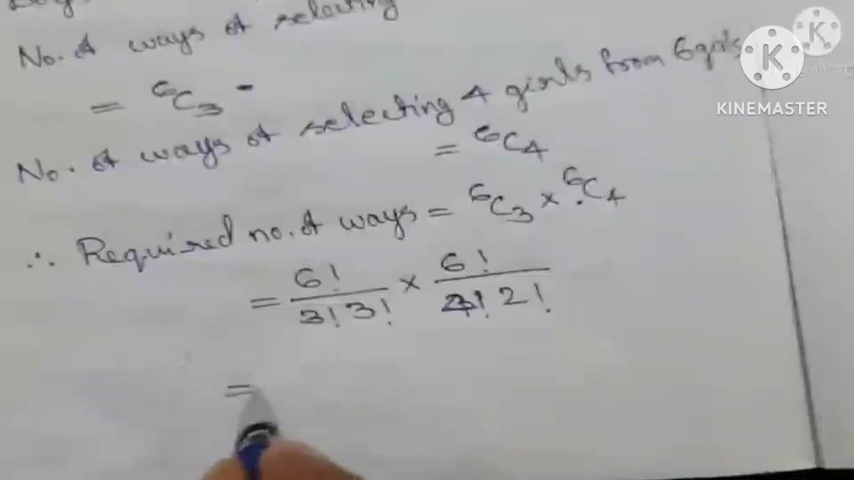 No. of ways of selecting
= ⁶C₃
No. of ways of selecting 4 girls from 6 girls
= ⁶C₄
∴ Required no. of ways = ⁶C₃ × ⁶C₄
= 6!/3!3! × 6!/4!2!
=
KINEMASTER